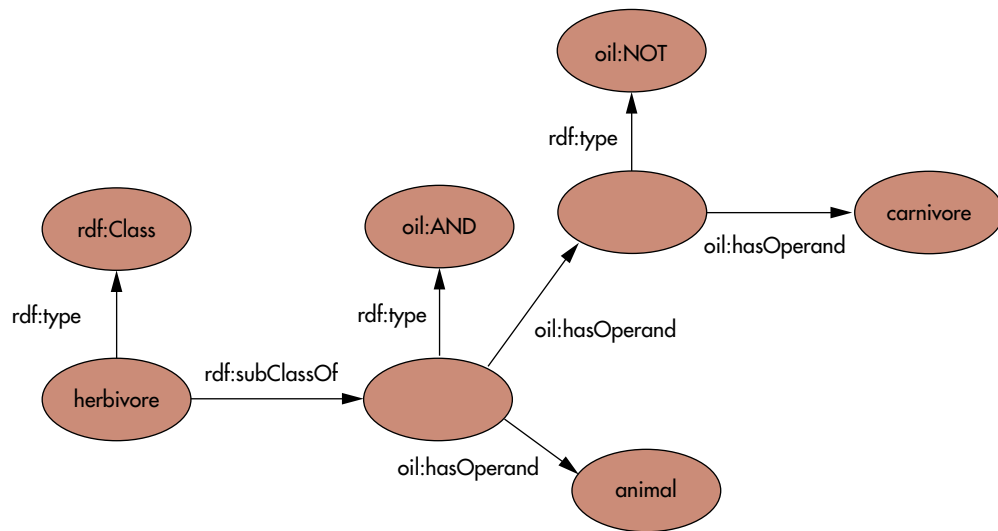 oil:NOT
rdf:type
rdf:Class
oil:AND
carnivore
oil:hasOperand
rdf:type
rdf:type
oil:hasOperand
herbivore
rdf:subClassOf
oil:hasOperand
animal